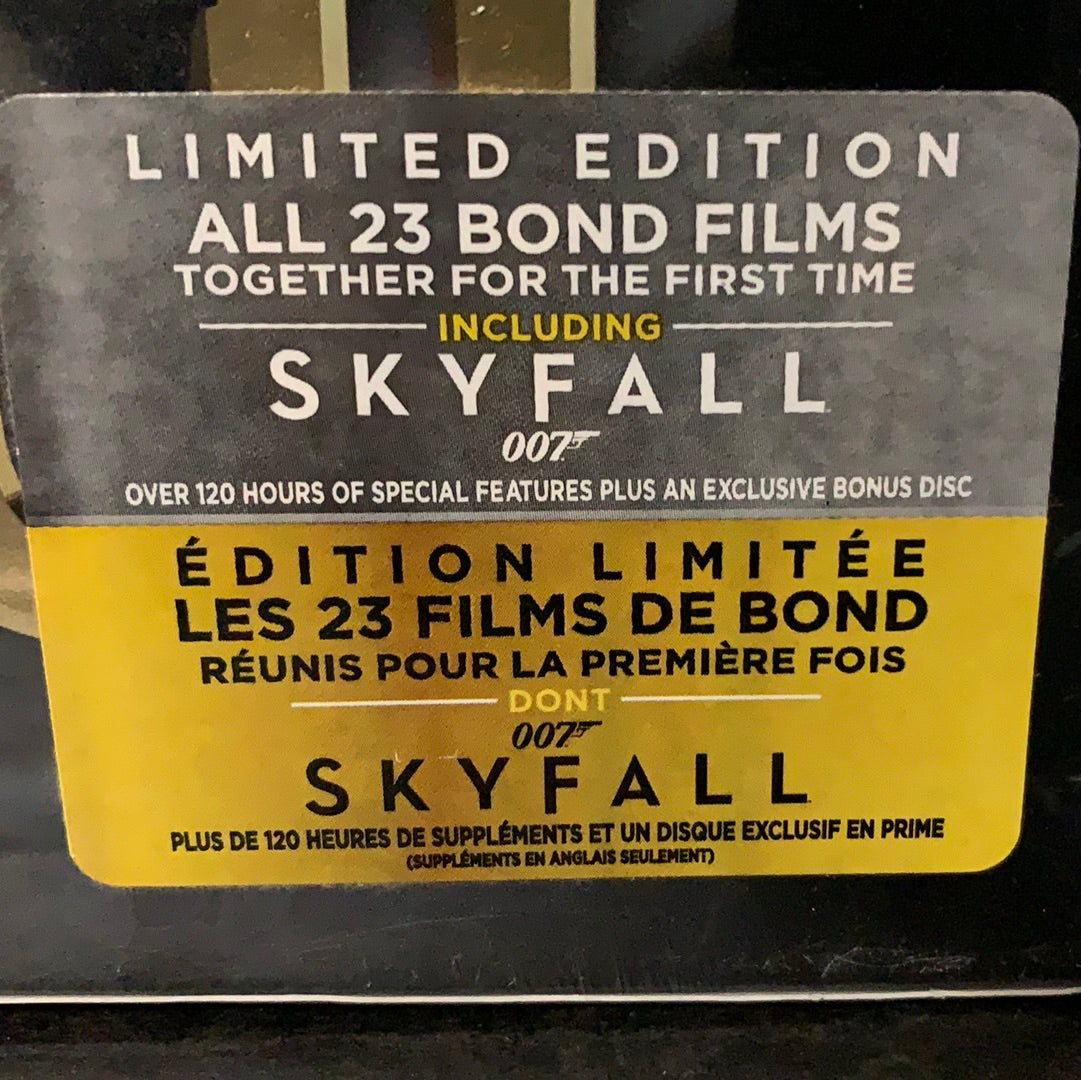 LIMITED EDITION
ALL 23 BOND FILMS
TOGETHER FOR THE FIRST TIME
INCLUDING
SKYFALL
007
OVER 120 HOURS OF SPECIAL FEATURES PLUS AN EXCLUSIVE BONUS DISC
ÉDITION LIMITÉE
LES 23 FILMS DE BOND
RÉUNIS POUR LA PREMIÈRE FOIS
DONT
007
SKYFALL
PLUS DE 120 HEURES DE SUPPLÉMENTS ET UN DISQUE EXCLUSIF EN PRIME
(SUPPLÉMENTS EN ANGLAIS SEULEMENT)